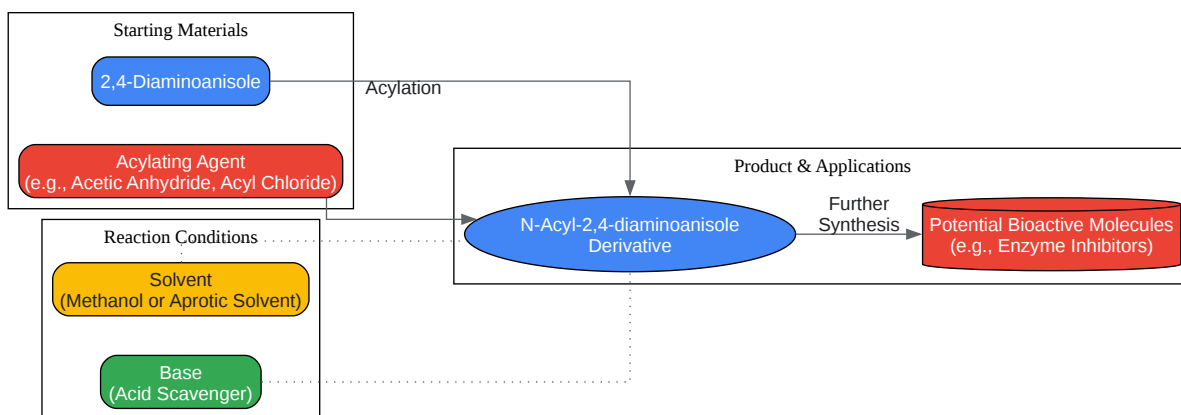 Starting Materials
2,4-Diaminoanisole
Acylation
Acylating Agent
(e.g., Acetic Anhydride, Acyl Chloride)
Product & Applications
N-Acyl-2,4-diaminoanisole
Derivative
Further
Synthesis
Potential Bioactive Molecules
(e.g., Enzyme Inhibitors)
Reaction Conditions
Solvent
(Methanol or Aprotic Solvent)
Base
(Acid Scavenger)